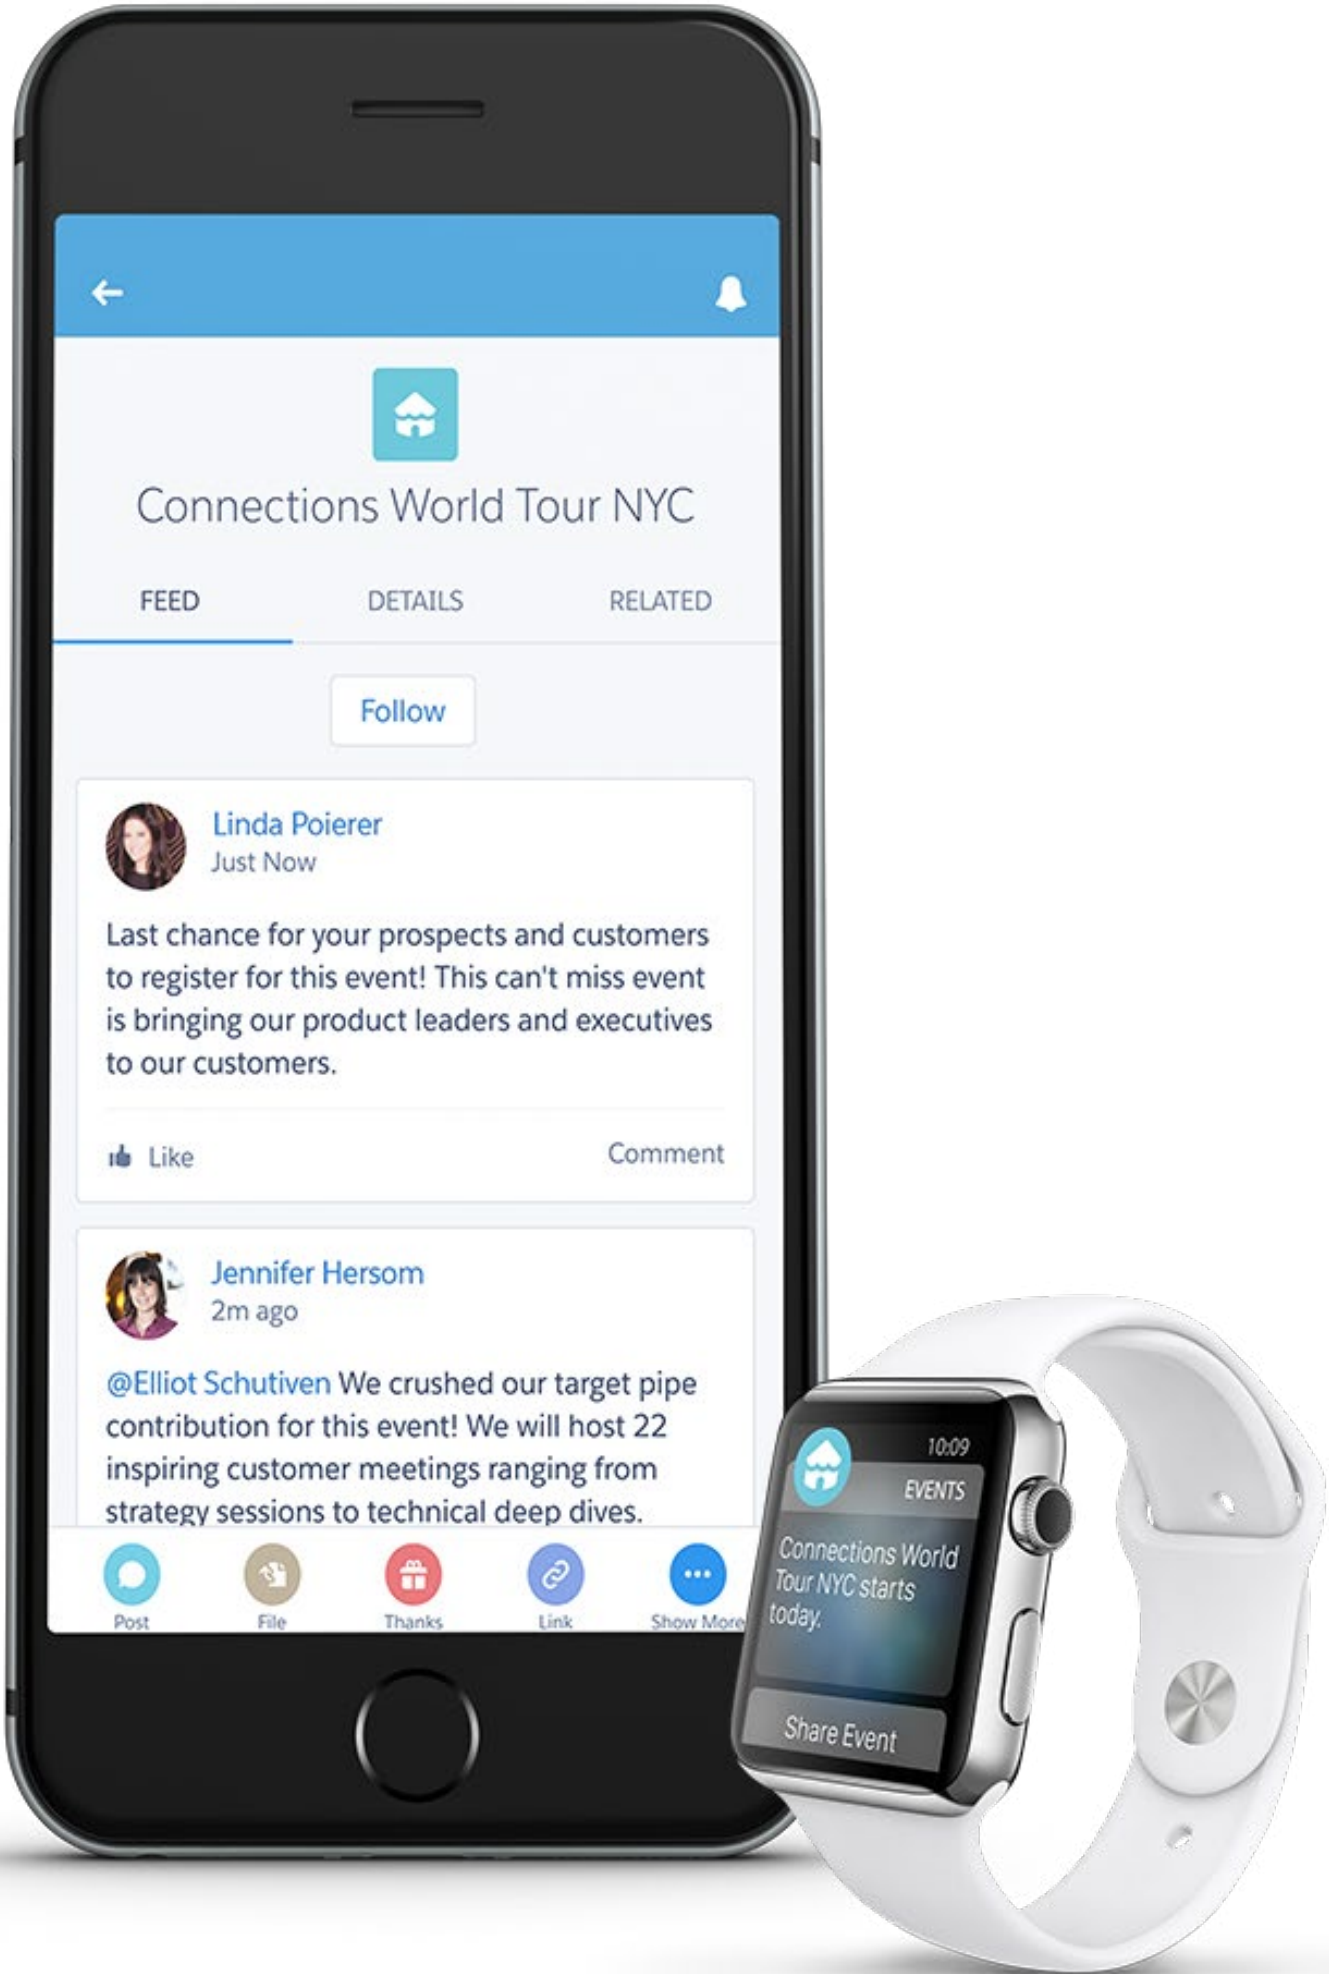 Connections World Tour NYC
FEED DETAILS RELATED
Follow
Linda Poierer
Just Now
Last chance for your prospects and customers
to register for this event! This can't miss event
is bringing our product leaders and executives
to our customers.
Like Comment
Jennifer Hersom
2m ago
@Elliot Schutiven We crushed our target pipe
contribution for this event! We will host 22
inspiring customer meetings ranging from
strategy sessions to technical deep dives.
Post File Thanks Link Show More
10:09
EVENTS
Connections World
Tour NYC starts
today.
Share Event